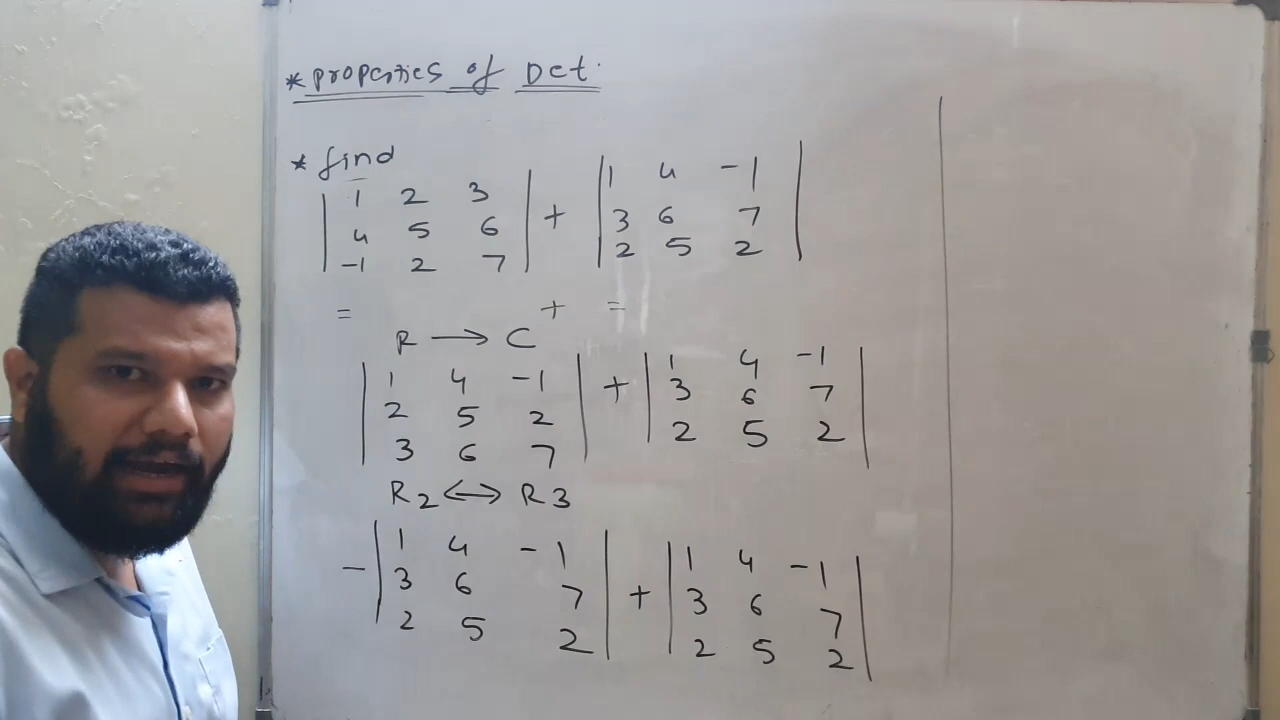 * properties of Det.
* find
| 1 2 3 | + | 1 4 -1 |
| 4 5 6 | | 3 6 7 |
| -1 2 7 | | 2 5 2 |
= + =
R → C
| 1 4 -1 | + | 1 4 -1 |
| 2 5 2 | | 3 6 7 |
| 3 6 7 | | 2 5 2 |
R2 ↔ R3
- | 1 4 -1 | + | 1 4 -1 |
| 3 6 7 | | 3 6 7 |
| 2 5 2 | | 2 5 2 |